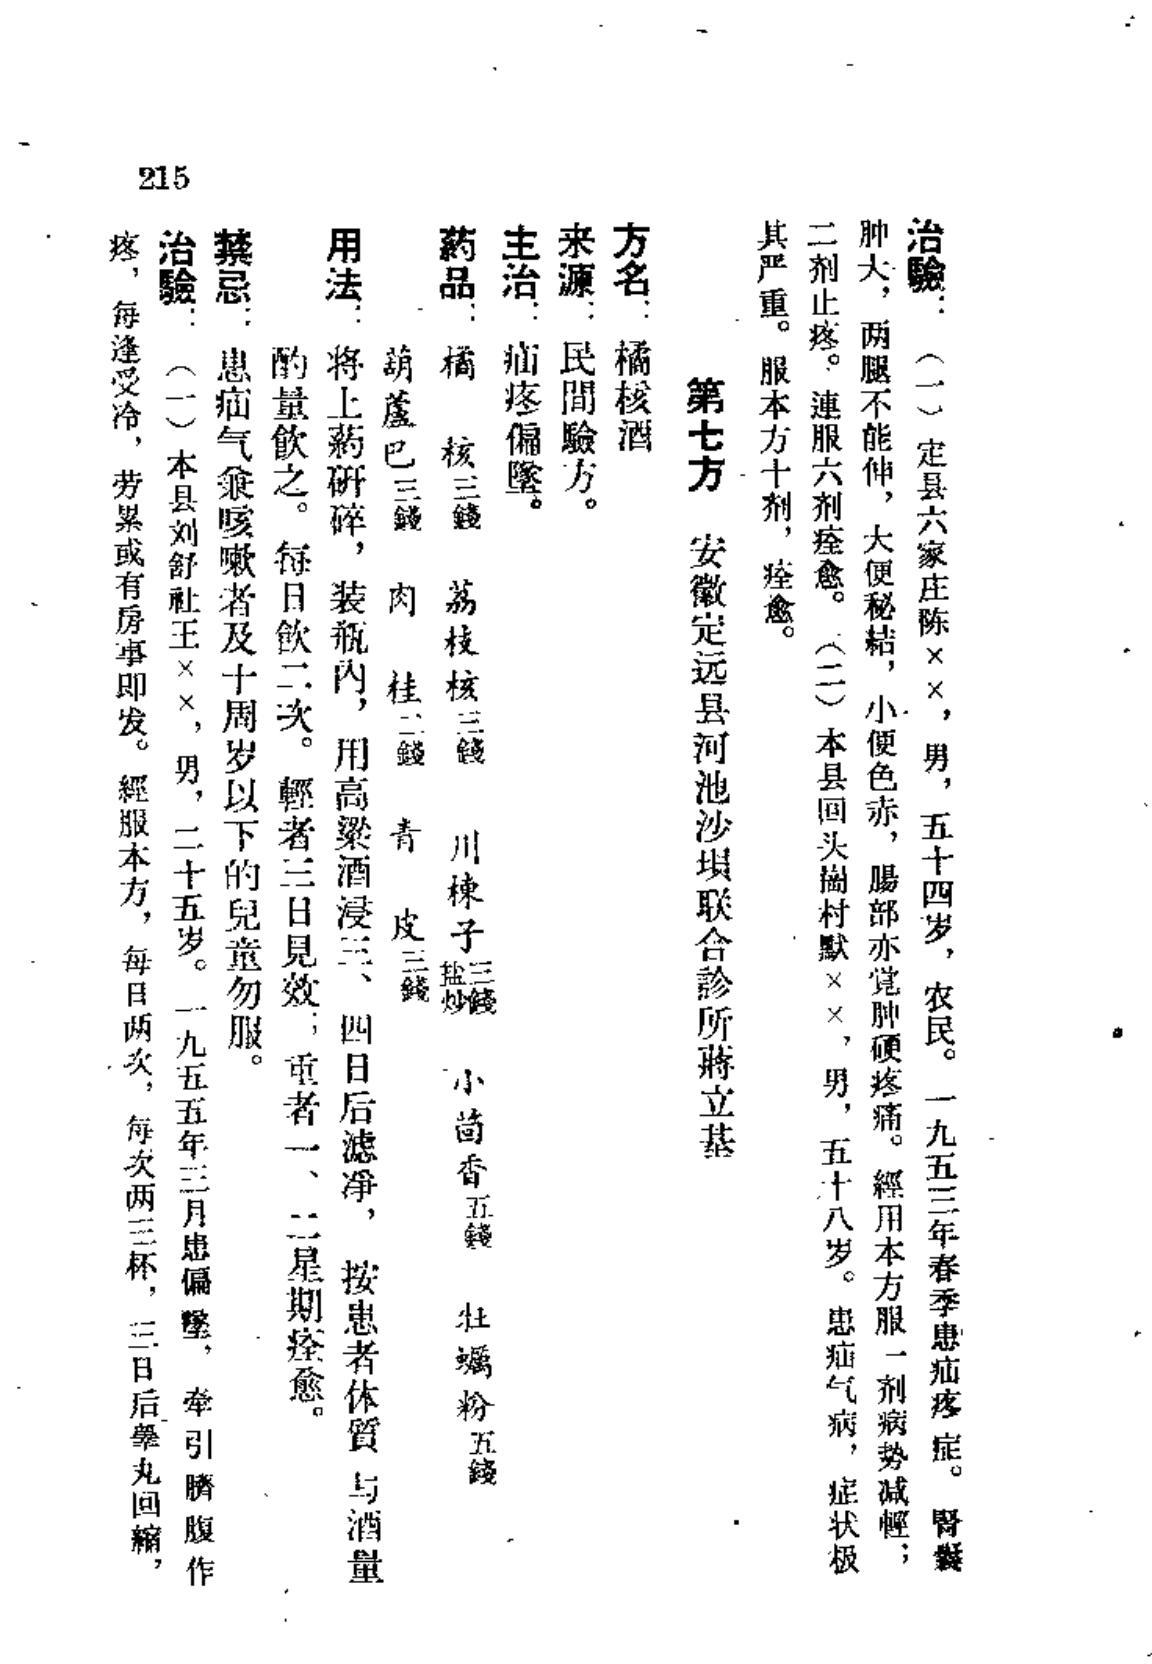 治驗：（一）定县六家庄陈××，男，五十四岁，农民。一九五三年春季患疝疼症。腎囊
肿大，两腿不能伸，大便秘結，小便色赤，腸部亦覚肿硬疼痛。經用本方服一剂病势减輕；
二剂止疼。連服六剂痊愈。（二）本县回头崗村默××，男，五十八岁。患疝气病，症状极
其严重。服本方十剂，痊愈。
第七方　安徽定远县河池沙埧联合診所蔣立基
方名：橘核酒
来源：民間驗方。
主治：疝疼偏墜。
葯品：橘核三錢　荔枝核三錢　川楝子三錢盐炒　小茴香五錢　牡蠣粉五錢
葫蘆巴三錢　肉桂二錢　青皮三錢
用法：将上葯研碎，装瓶內，用高梁酒浸三、四日后滤凈，按患者体質与酒量
酌量飲之。每日飲二次。輕者三日見效；重者一、二星期痊愈。
禁忌：患疝气兼咳嗽者及十周岁以下的兒童勿服。
治驗：（一）本县刘舒社王××，男，二十五岁。一九五五年三月患偏墜，牽引臍腹作
疼，每逢受冷，劳累或有房事即发。經服本方，每日两次，每次两三杯，三日后睾丸回縮，
215